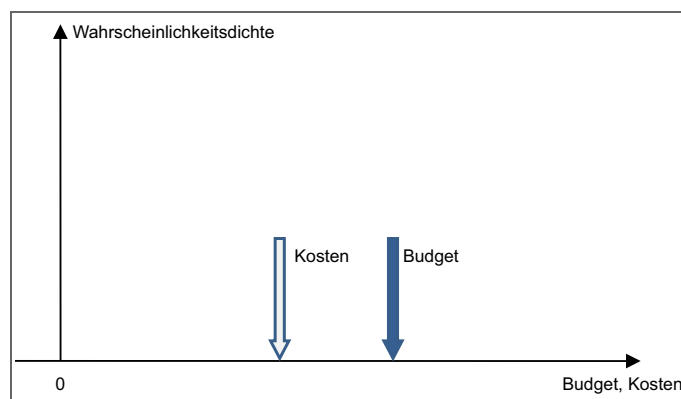 Wahrscheinlichkeitsdichte
Kosten
Budget
0
Budget, Kosten